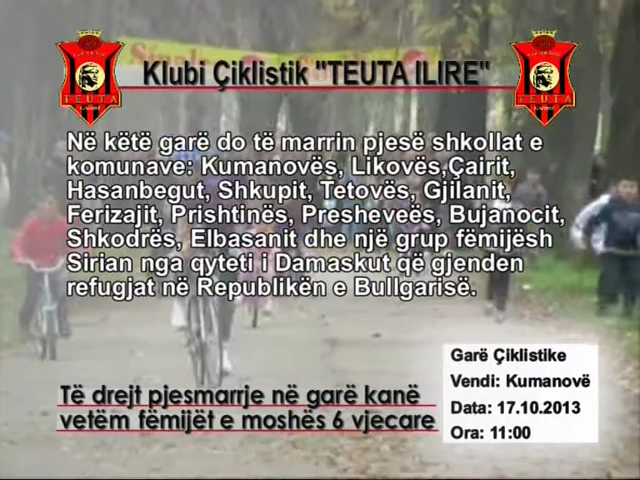 Klubi Çiklistik "TEUTA ILIRE"
TEUTA
TEUTA
Në këtë garë do të marrin pjesë shkollat e
komunave: Kumanovës, Likovës,Çairit,
Hasanbegut, Shkupit, Tetovës, Gjilanit,
Ferizajit, Prishtinës, Presheveës, Bujanocit,
Shkodrës, Elbasanit dhe një grup fëmijësh
Sirian nga qyteti i Damaskut që gjenden
refugjat në Republikën e Bullgarisë.
Të drejt pjesmarrje në garë kanë
vetëm fëmijët e moshës 6 vjecare
Garë Çiklistike
Vendi: Kumanovë
Data: 17.10.2013
Ora: 11:00